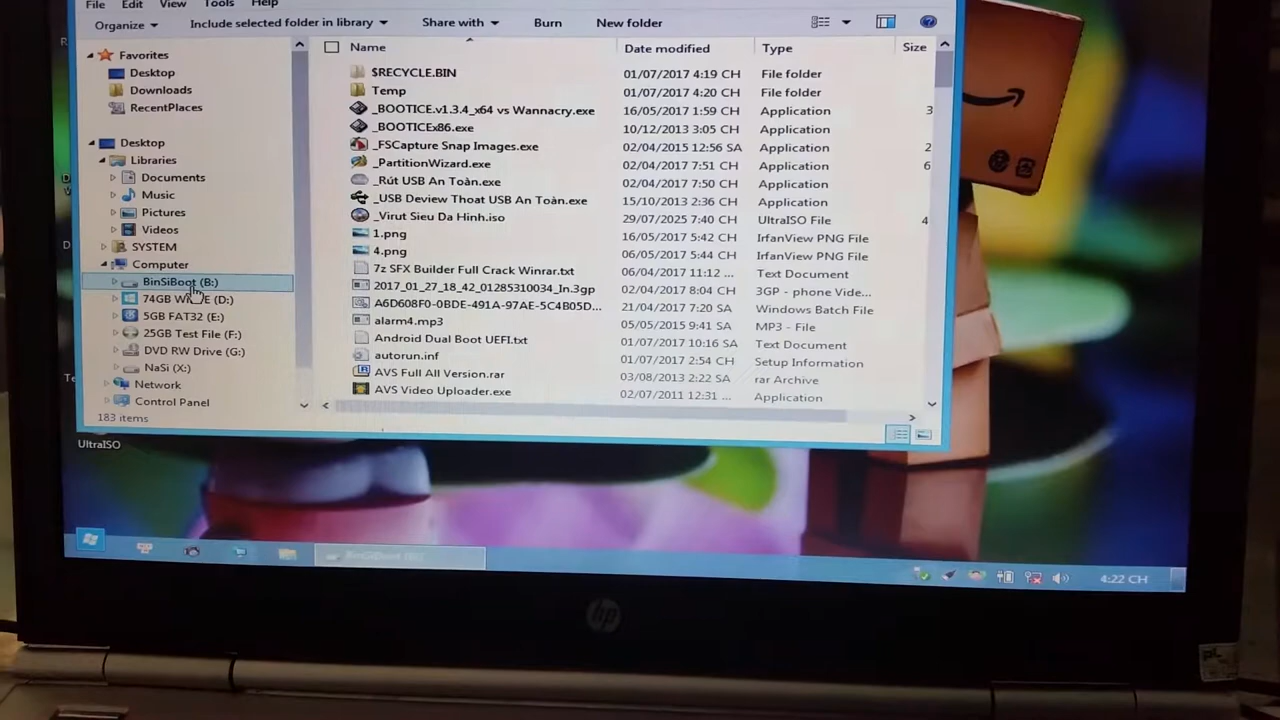 File Edit View Tools Help
Organize Include selected folder in library Share with Burn New folder
Favorites
Desktop
Downloads
RecentPlaces
Desktop
Libraries
Documents
Music
Pictures
Videos
SYSTEM
Computer
BinSiBoot (B:)
(D:)
5GB FAT32 (E:)
25GB Test File (F:)
DVD RW Drive (G:)
NaSi (X:)
Network
Control Panel
183 items
Name Date modified Type Size
$RECYCLE.BIN 01/07/2017 4:19 CH File folder
Temp 01/07/2017 4:20 CH File folder
_BOOTICE.v1.3.4_x64 vs Wannacry.exe 16/05/2017 1:59 CH Application 3
_BOOTICEx86.exe 10/12/2013 3:05 CH Application
_FSCapture Snap Images.exe 02/04/2015 12:56 SA Application 2
_PartitionWizard.exe 02/04/2017 7:51 CH Application 6
_Rút USB An Toàn.exe 02/04/2017 7:50 CH Application
_USB Deview Thoat USB An Toàn.exe 15/10/2013 2:36 CH Application
_Virut Sieu Da Hinh.iso 29/07/2025 7:40 CH UltraISO File 4
1.png 16/05/2017 5:42 CH IrfanView PNG File
4.png 06/05/2017 5:44 CH IrfanView PNG File
7z SFX Builder Full Crack Winrar.txt 06/04/2017 11:12 ... Text Document
2017_01_27_18_42_01285310034_In.3gp 02/04/2017 8:04 CH 3GP - phone Vide...
A6D608F0-0BDE-491A-97AE-5C4B05D... 21/04/2017 7:20 SA Windows Batch File
alarm4.mp3 05/05/2015 9:41 SA MP3 - File
Android Dual Boot UEFI.txt 01/07/2017 10:16 SA Text Document
autorun.inf 01/07/2017 2:54 CH Setup Information
AVS Full All Version.rar 03/08/2013 2:22 SA rar Archive
AVS Video Uploader.exe 02/07/2011 12:31 ... Application
UltraISO
4:22 CH
hp